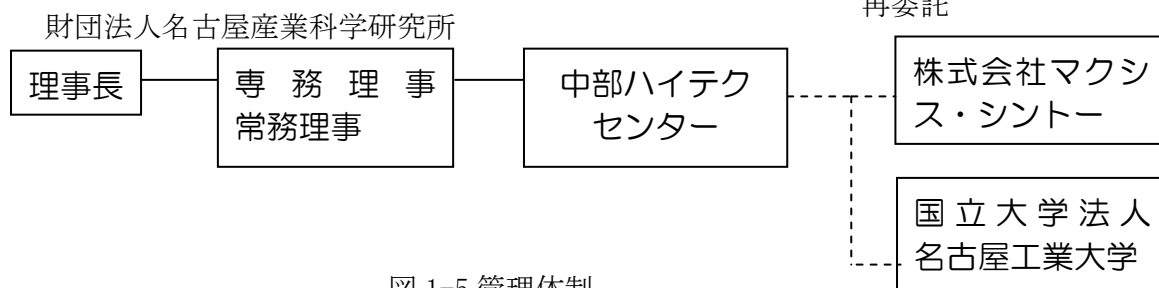 再委託
財団法人名古屋産業科学研究所
理事長
専務理事
常務理事
中部ハイテク
センター
株式会社マクシ
ス・シントー
国立大学法人
名古屋工業大学
図 1-5 管理体制